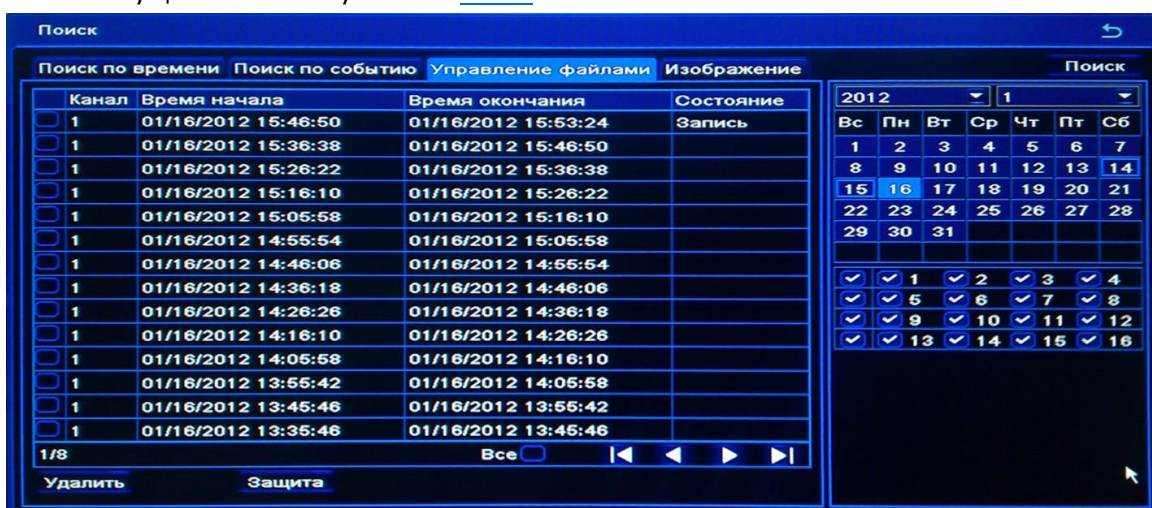 Поиск
Поиск по времени Поиск по событию Управление файлами Изображение Поиск
Канал Время начала Время окончания Состояние
1 01/16/2012 15:46:50 01/16/2012 15:53:24 Запись
1 01/16/2012 15:36:38 01/16/2012 15:46:50
1 01/16/2012 15:26:22 01/16/2012 15:36:38
1 01/16/2012 15:16:10 01/16/2012 15:26:22
1 01/16/2012 15:05:58 01/16/2012 15:16:10
1 01/16/2012 14:55:54 01/16/2012 15:05:58
1 01/16/2012 14:46:06 01/16/2012 14:55:54
1 01/16/2012 14:36:18 01/16/2012 14:46:06
1 01/16/2012 14:26:26 01/16/2012 14:36:18
1 01/16/2012 14:16:10 01/16/2012 14:26:26
1 01/16/2012 14:05:58 01/16/2012 14:16:10
1 01/16/2012 13:55:42 01/16/2012 14:05:58
1 01/16/2012 13:45:46 01/16/2012 13:55:42
1 01/16/2012 13:35:46 01/16/2012 13:45:46
1/8 Все
Удалить Защита
2012 1
Вс Пн Вт Ср Чт Пт Сб
1 2 3 4 5 6 7
8 9 10 11 12 13 14
15 16 17 18 19 20 21
22 23 24 25 26 27 28
29 30 31
1 2 3 4
5 6 7 8
9 10 11 12
13 14 15 16